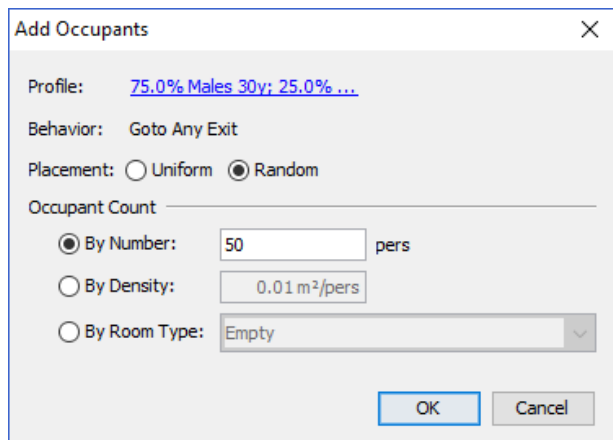 Add Occupants
Profile: 75.0% Males 30y; 25.0% ...
Behavior: Goto Any Exit
Placement: Uniform Random
Occupant Count
By Number: 50 pers
By Density: 0.01 m²/pers
By Room Type: Empty
OK Cancel